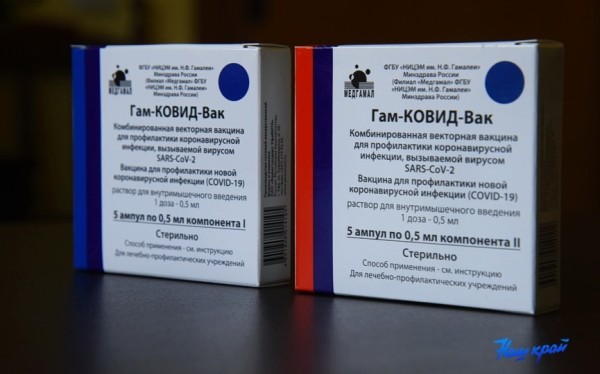 ФГБУ «НИЦЭМ им. Н.Ф. Гамалеи»
Минздрава России
(Филиал «Медгамал» ФГБУ
«НИЦЭМ им. Н.Ф. Гамалеи»
Минздрава России)
МЕДГАМАЛ
Гам-КОВИД-Вак
Комбинированная векторная вакцина
для профилактики коронавирусной
инфекции, вызываемой вирусом
SARS-CoV-2
Вакцина для профилактики новой
коронавирусной инфекции (COVID-19)
раствор для внутримышечного введения
1 доза - 0,5 мл
5 ампул по 0,5 мл компонента I
Стерильно
Способ применения - см. инструкцию
Для лечебно-профилактических учреждений
ФГБУ «НИЦЭМ им. Н.Ф. Гамалеи»
Минздрава России
(Филиал «Медгамал» ФГБУ
«НИЦЭМ им. Н.Ф. Гамалеи»
Минздрава России)
МЕДГАМАЛ
Гам-КОВИД-Вак
Комбинированная векторная вакцина
для профилактики коронавирусной
инфекции, вызываемой вирусом
SARS-CoV-2
Вакцина для профилактики новой
коронавирусной инфекции (COVID-19)
раствор для внутримышечного введения
1 доза - 0,5 мл
5 ампул по 0,5 мл компонента II
Стерильно
Способ применения - см. инструкцию
Для лечебно-профилактических учреждений
Наш край